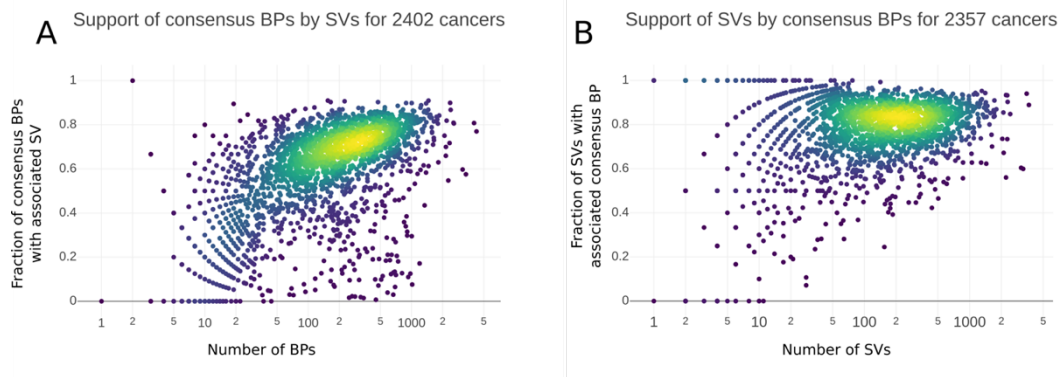 A
Support of consensus BPs by SVs for 2402 cancers
Fraction of consensus BPs
with associated SV
1
0.8
0.6
0.4
0.2
0
1 2 5 10 2 5 100 2 5 1000 2 5
Number of BPs
B
Support of SVs by consensus BPs for 2357 cancers
Fraction of SVs with
associated consensus BP
1
0.8
0.6
0.4
0.2
0
1 2 5 10 2 5 100 2 5 1000 2 5
Number of SVs